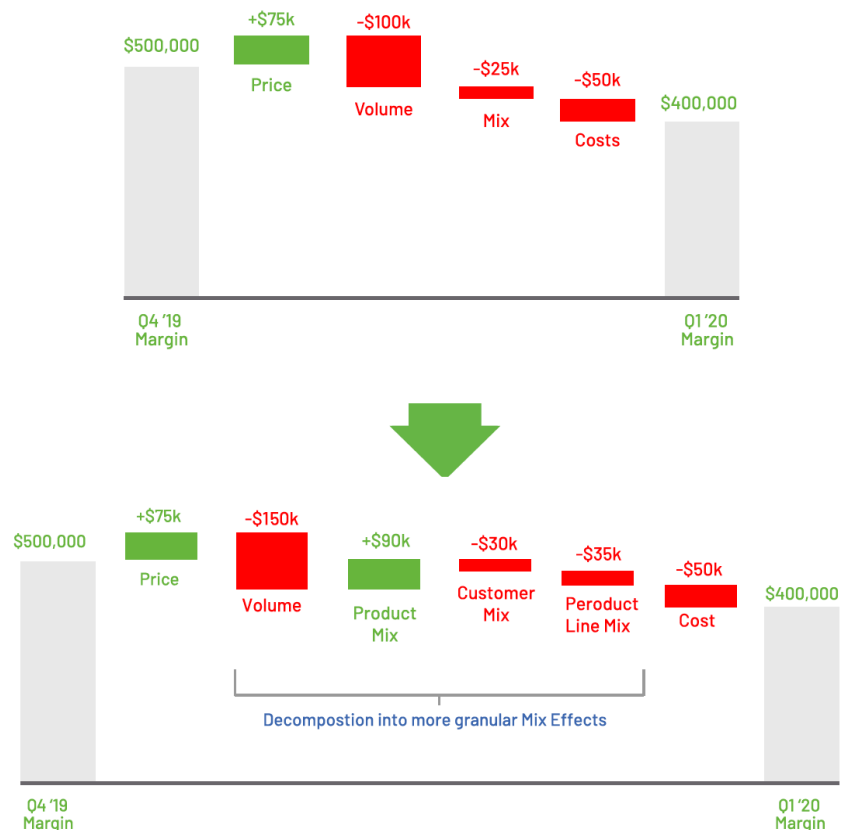 +$75k
-$100k
$500,000
-$25k
-$50k
Price
$400,000
Volume
Mix
Costs
Q4 '19
Margin
Q1 '20
Margin
+$75k
-$150k
$500,000
+$90k
-$30k
-$35k
-$50k
Price
$400,000
Volume
Product
Mix
Customer
Mix
Peroduct
Line Mix
Cost
Decompostion into more granular Mix Effects
Q4 '19
Margin
Q1 '20
Margin